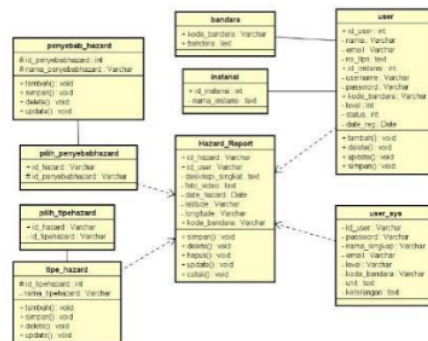 penyebab_hazard
# id_penyebabhazard : int
# nama_penyebabhazard : Varchar
+ tambah() : void
+ simpan() : void
+ delete() : void
+ update() : void
pilih_penyebabhazard
+ id_hazard : Varchar
# id_penyebabhazard : Varchar
pilih_tipehazard
+ id_hazard : Varchar
- id_tipehazard : Varchar
tipe_hazard
# id_tipehazard : int
- nama_tipehazard : Varchar
+ tambah() : void
+ simpan() : void
+ delete() : void
+ update() : void
bandara
+ kode_bandara : Varchar
+ bandara : text
instansi
+ id_instansi : int
- nama_instansi : text
Hazard_Report
+ id_hazard : Varchar
+ id_user : Varchar
- deskripsi_singkat : text
- foto_video : text
- date_hazard : Date
- latitude : Varchar
- longitude : Varchar
+ kode_bandara : Varchar
+ simpan() : void
+ delete() : void
+ hapus() : void
+ update() : void
+ cetak() : void
user
+ id_user : int
- nama : Varchar
- email : Varchar
- no_tlpn : text
+ id_instansi : int
- username : Varchar
- password : Varchar
+ kode_bandara : Varchar
- level : int
- status : int
- date_reg : Date
+ tambah() : void
+ delete() : void
+ update() : void
+ simpan() : void
user_sys
- id_user : Varchar
- password : Varchar
- nama_lengkap : Varchar
- email : Varchar
- level : Varchar
- kode_bandara : Varchar
- unit : text
- keterangan : text